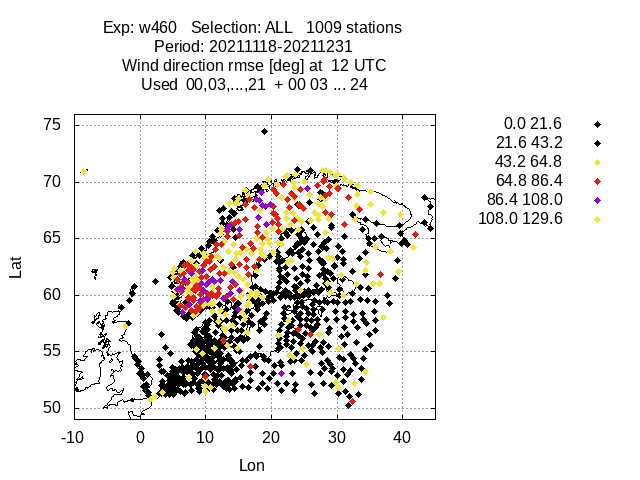 Exp: w460   Selection: ALL   1009 stations
Period: 20211118-20211231
Wind direction rmse [deg] at  12 UTC
Used  00,03,...,21  + 00 03 ... 24
0.0 21.6
21.6 43.2
43.2 64.8
64.8 86.4
86.4 108.0
108.0 129.6
75
70
65
60
55
50
Lat
-10 0 10 20 30 40
Lon